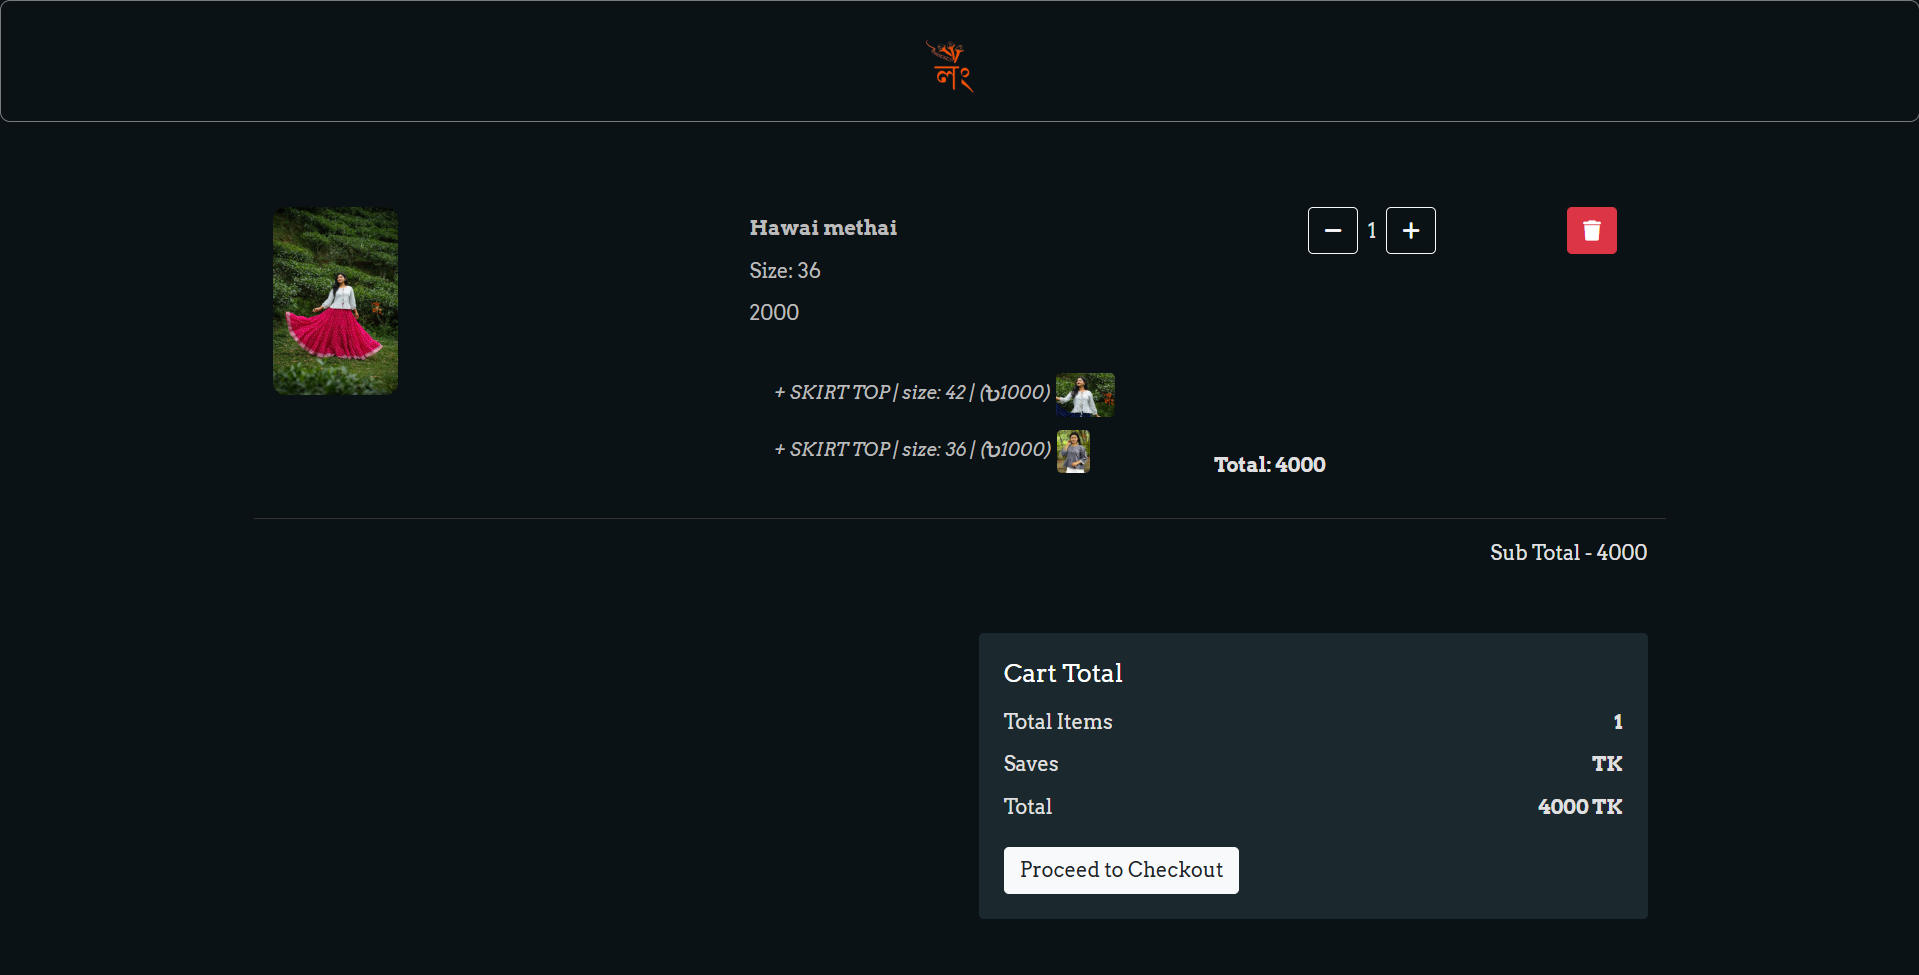 লং
Hawai methai
Size: 36
2000
− 1 +
+ SKIRT TOP | size: 42 | (৳1000)
+ SKIRT TOP | size: 36 | (৳1000)
Total: 4000
Sub Total - 4000
Cart Total
Total Items 1
Saves TK
Total 4000 TK
Proceed to Checkout